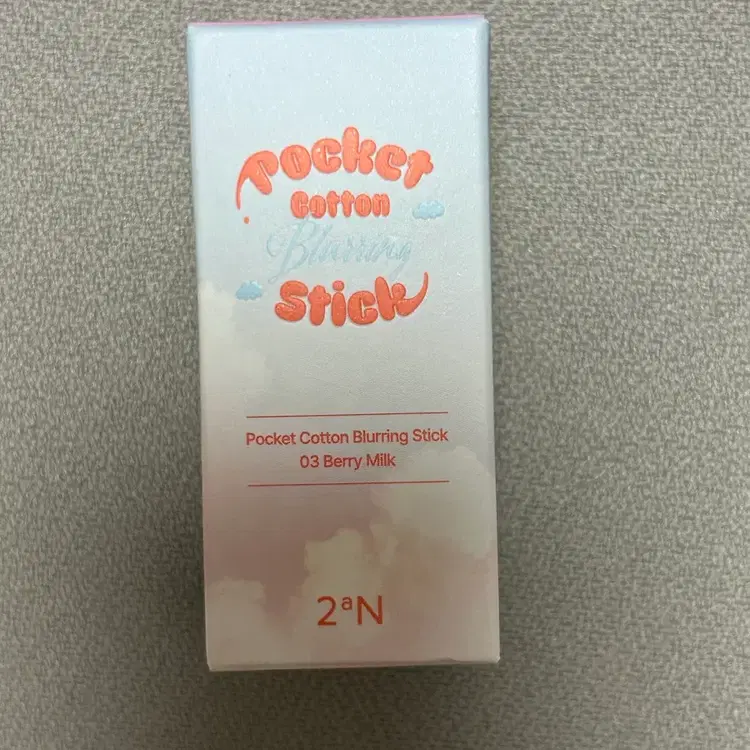 Pocket
Cotton
Blurring
Stick
Pocket Cotton Blurring Stick
03 Berry Milk
2aN